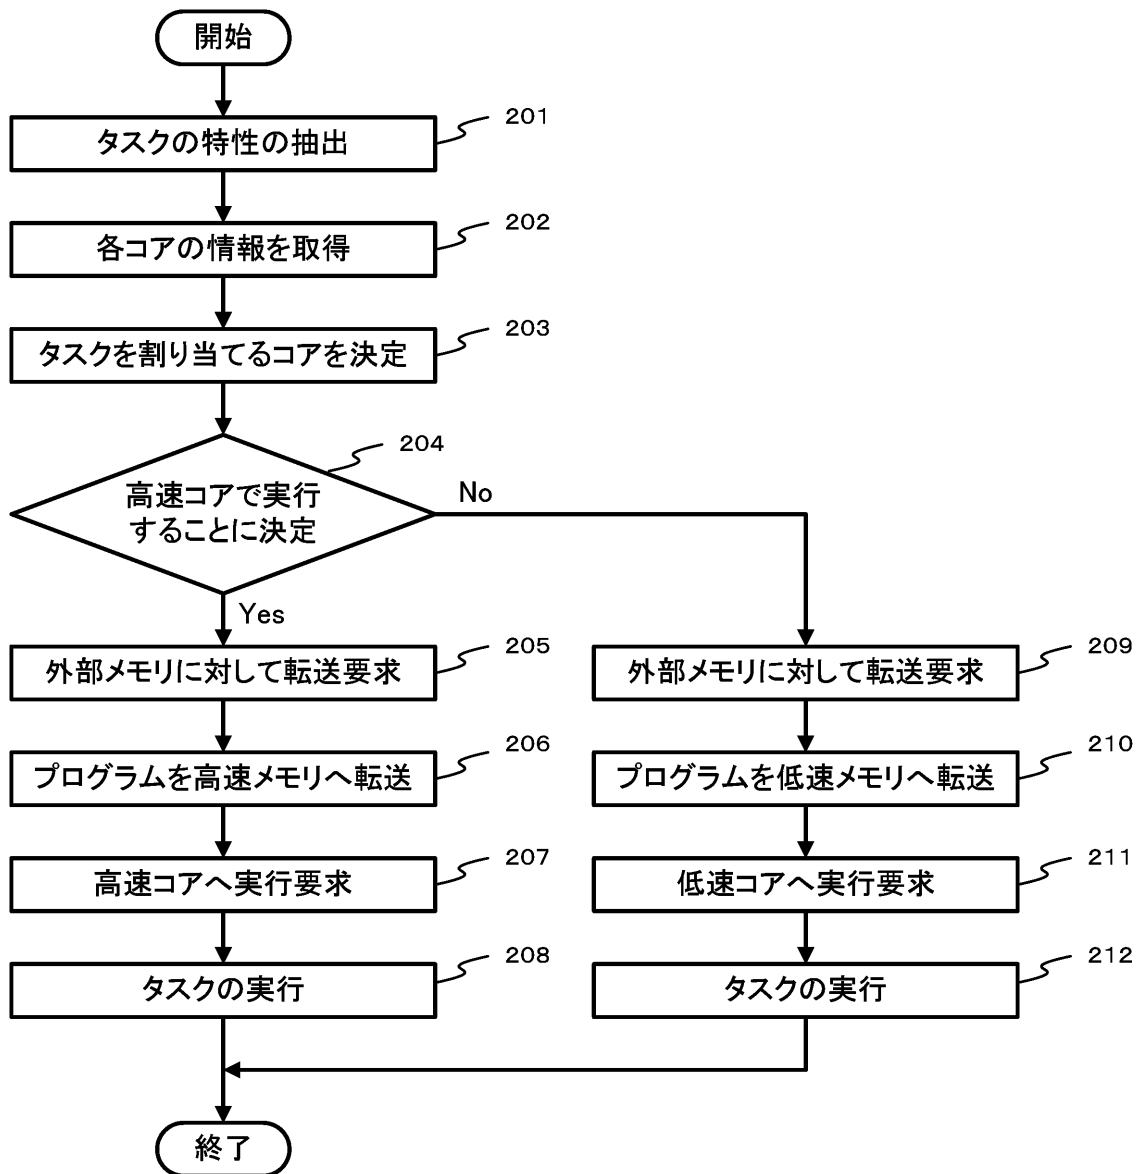 開始
タスクの特性の抽出
201
各コアの情報を取得
202
タスクを割り当てるコアを決定
203
高速コアで実行
することに決定
204
No
Yes
外部メモリに対して転送要求
205
プログラムを高速メモリへ転送
206
高速コアへ実行要求
207
タスクの実行
208
外部メモリに対して転送要求
209
プログラムを低速メモリへ転送
210
低速コアへ実行要求
211
タスクの実行
212
終了